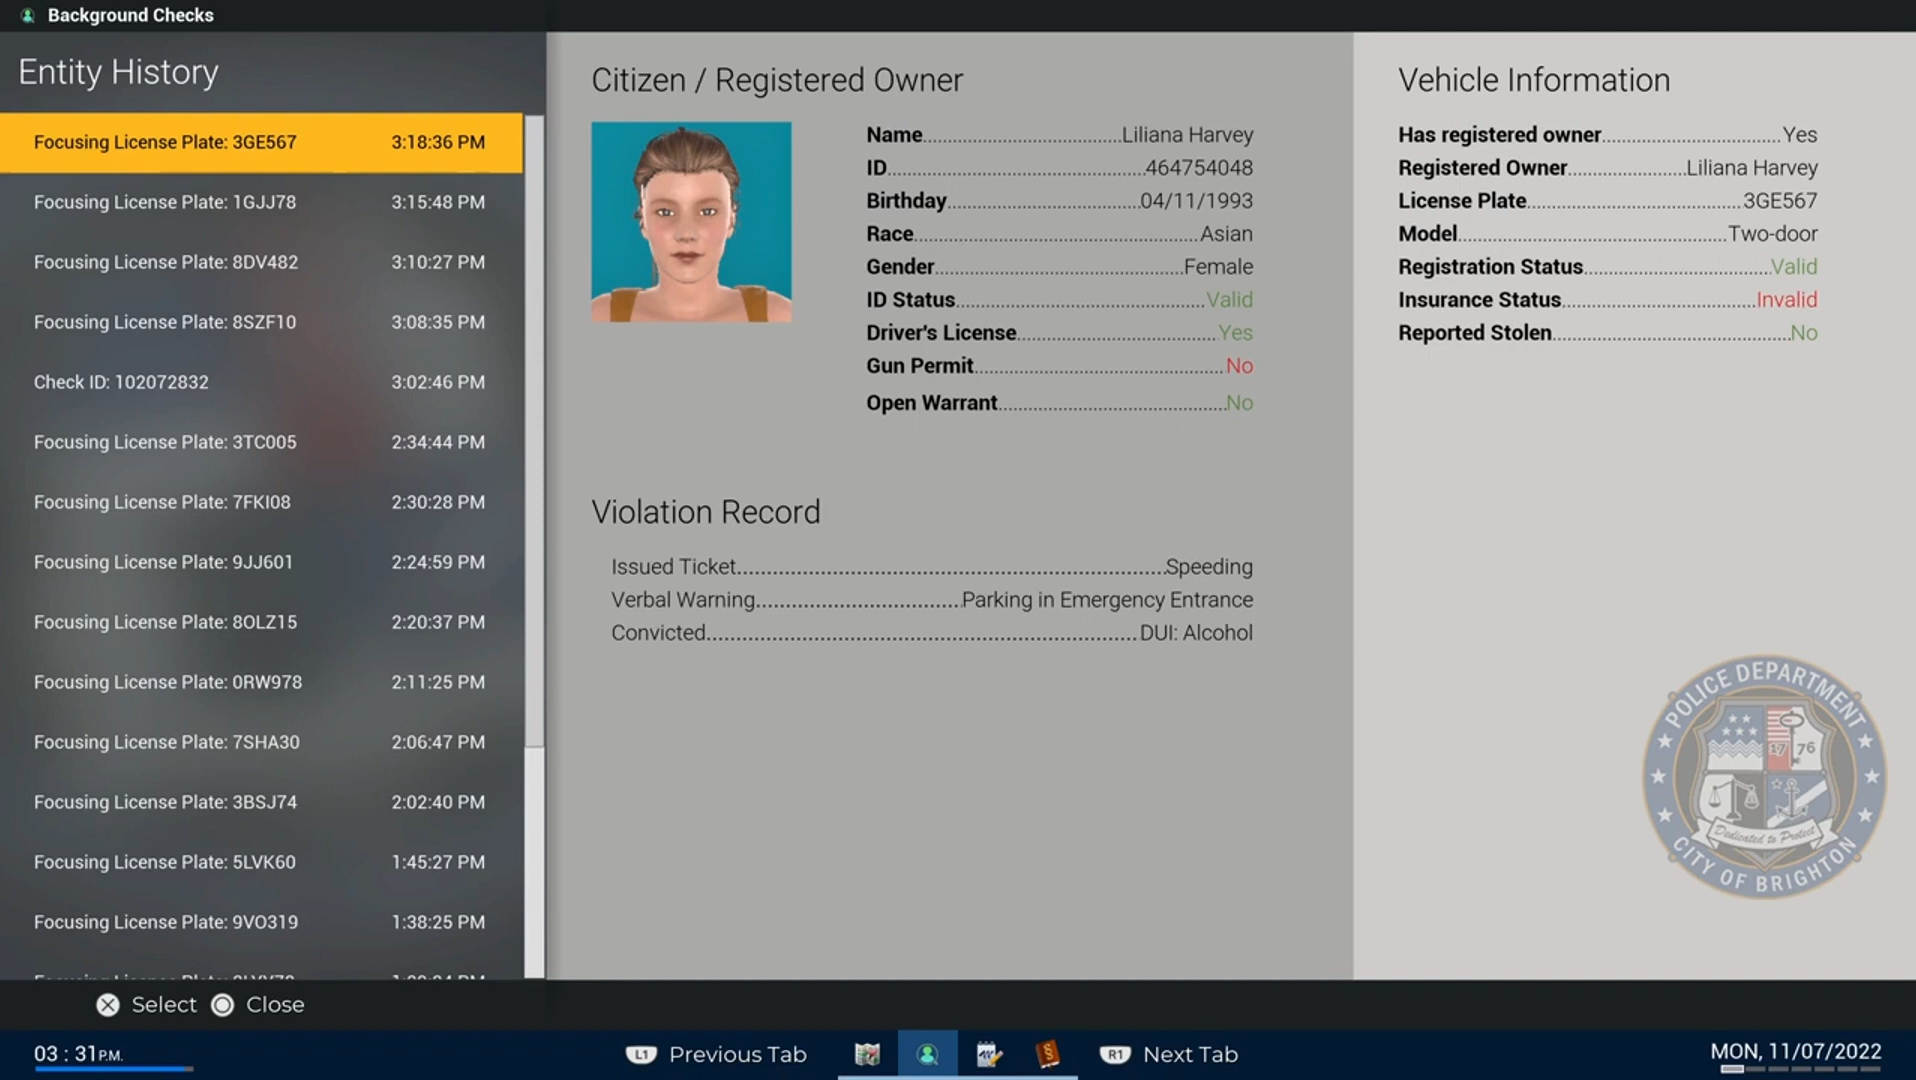 Background Checks
Entity History
Focusing License Plate: 3GE567 3:18:36 PM
Focusing License Plate: 1GJJ78 3:15:48 PM
Focusing License Plate: 8DV482 3:10:27 PM
Focusing License Plate: 8SZF10 3:08:35 PM
Check ID: 102072832 3:02:46 PM
Focusing License Plate: 3TC005 2:34:44 PM
Focusing License Plate: 7FKI08 2:30:28 PM
Focusing License Plate: 9JJ601 2:24:59 PM
Focusing License Plate: 8OLZ15 2:20:37 PM
Focusing License Plate: 0RW978 2:11:25 PM
Focusing License Plate: 7SHA30 2:06:47 PM
Focusing License Plate: 3BSJ74 2:02:40 PM
Focusing License Plate: 5LVK60 1:45:27 PM
Focusing License Plate: 9VO319 1:38:25 PM
Focusing License Plate:
Citizen / Registered Owner
Name Liliana Harvey
ID 464754048
Birthday 04/11/1993
Race Asian
Gender Female
ID Status Valid
Driver's License Yes
Gun Permit No
Open Warrant No
Violation Record
Issued Ticket Speeding
Verbal Warning Parking in Emergency Entrance
Convicted DUI: Alcohol
Vehicle Information
Has registered owner Yes
Registered Owner Liliana Harvey
License Plate 3GE567
Model Two-door
Registration Status Valid
Insurance Status Invalid
Reported Stolen No
POLICE DEPARTMENT
17 76
Dedicated to Protect
CITY OF BRIGHTON
Select Close
03 : 31 P.M.
L1 Previous Tab
R1 Next Tab
MON, 11/07/2022